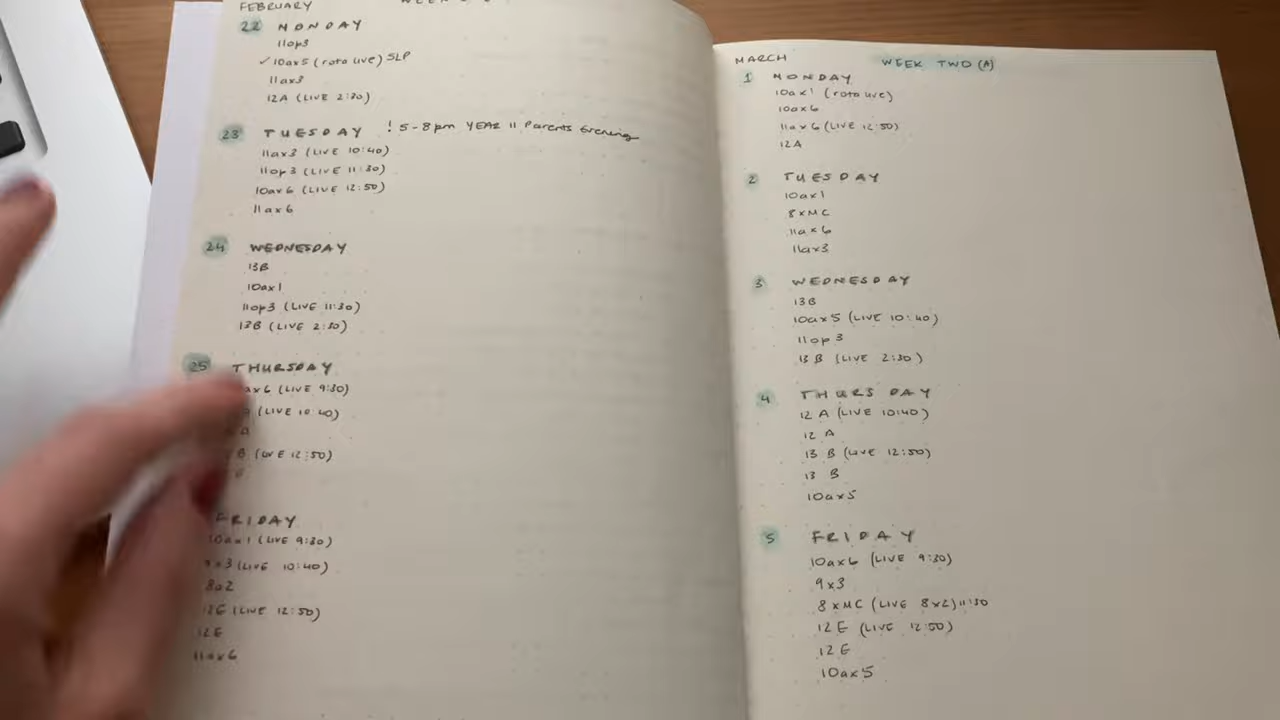 FEBRUARY
22 MONDAY
11op3
✓ 10ax5 (rota live) SLP
11ax3
12A (LIVE 2:30)
23 TUESDAY ! 5-8pm YEAR 11 Parents Evening
11ax3 (LIVE 10:40)
11op3 (LIVE 11:30)
10ax6 (LIVE 12:50)
11ax6
24 WEDNESDAY
13B
10ax1
11op3 (LIVE 11:30)
13B (LIVE 2:30)
25 THURSDAY
(LIVE 9:30)
(LIVE 10:40)
(LIVE 12:50)
FRIDAY
10ax1 (LIVE 9:30)
(LIVE 10:40)
8a2
12E (LIVE 12:50)
12E
11ax6
MARCH WEEK TWO (A)
1 MONDAY
10ax1 (rota live)
10ax6
11ax6 (LIVE 12:50)
12A
2 TUESDAY
10ax1
8xMC
11ax6
11ax3
3 WEDNESDAY
13B
10ax5 (LIVE 10:40)
11op3
13B (LIVE 2:30)
4 THURSDAY
12A (LIVE 10:40)
12A
13B (LIVE 12:50)
13B
10ax5
5 FRIDAY
10ax6 (LIVE 9:30)
9x3
8xMC (LIVE 8x2) 11:30
12E (LIVE 12:50)
12E
10ax5